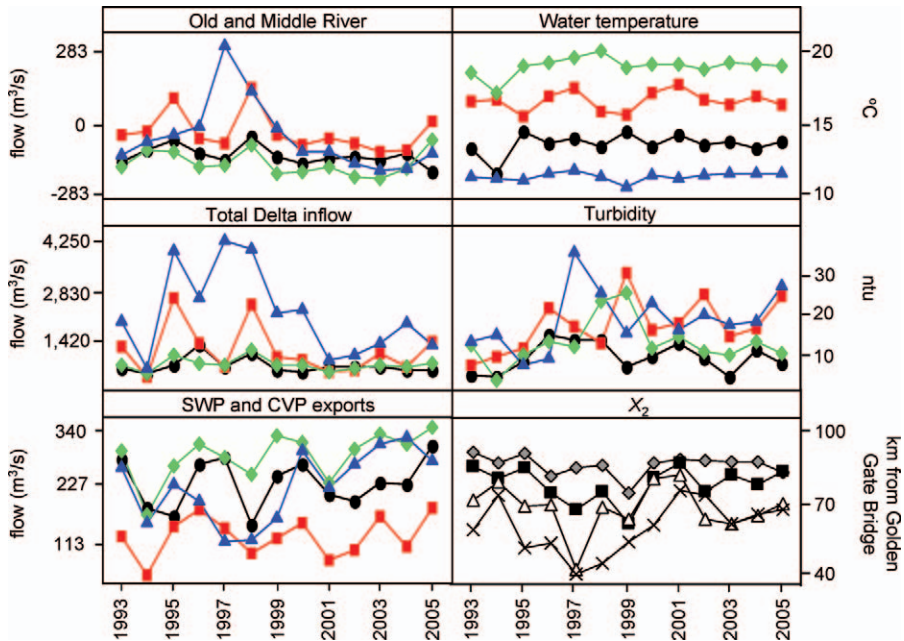 Old and Middle River
Water temperature
flow (m³/s)
283
0
-283
20
15
10
ºC
Total Delta inflow
Turbidity
flow (m³/s)
4,250
2,830
1,420
30
20
10
ntu
SWP and CVP exports
X₂
flow (m³/s)
340
227
113
100
70
40
km from Golden
Gate Bridge
1993
1995
1997
1999
2001
2003
2005
1993
1995
1997
1999
2001
2003
2005